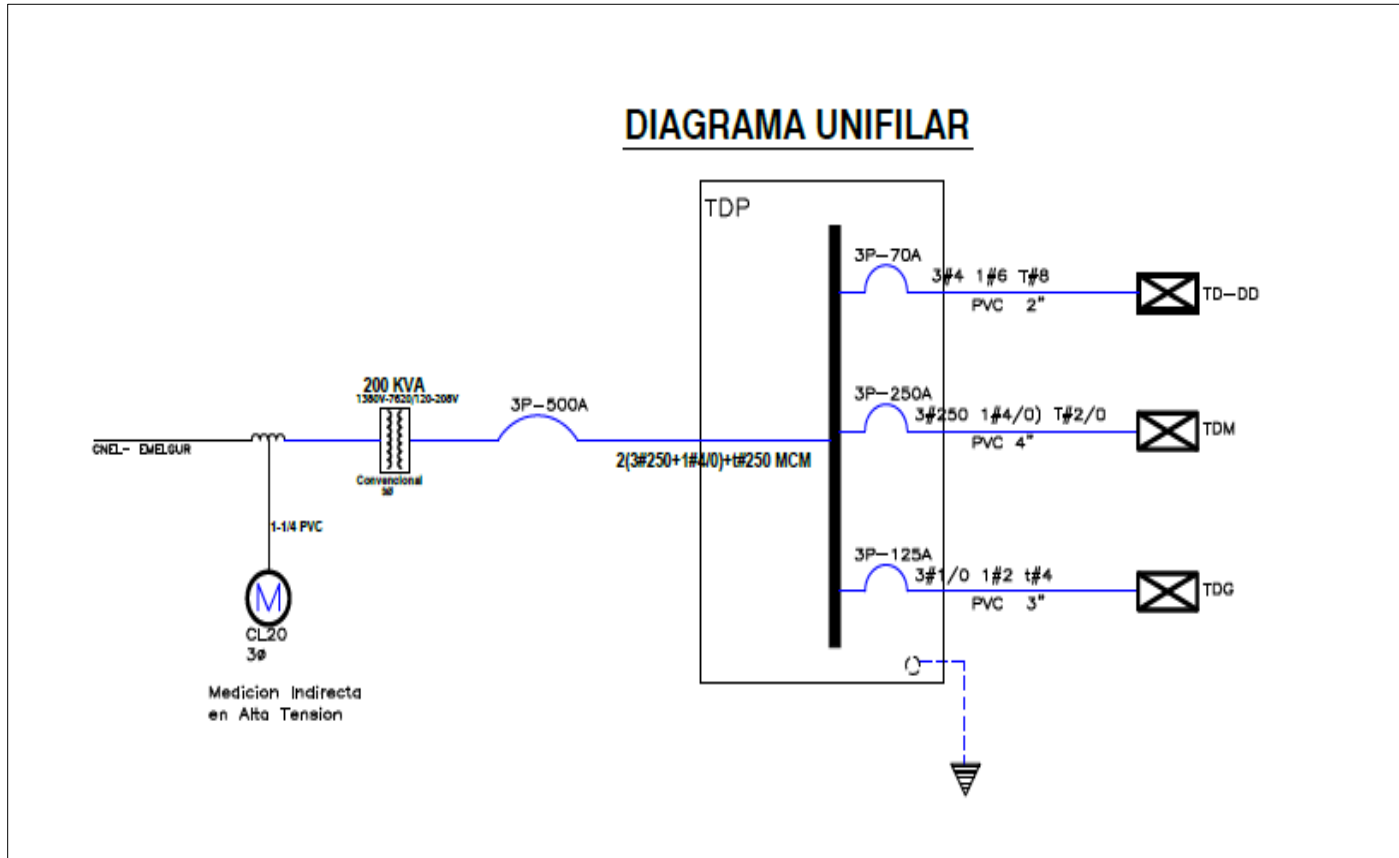 DIAGRAMA UNIFILAR
TDP
3P-70A
3#4 1#6 T#8
PVC 2"
TD-DD
200 KVA
1380V-7620/120-208V
Convencional
3Ø
3P-500A
3P-250A
3#250 1#4/0) T#2/0
PVC 4"
TDM
CNEL- EMELGUR
2(3#250+1#4/0)+t#250 MCM
1-1/4 PVC
3P-125A
3#1/0 1#2 t#4
PVC 3"
TDG
M
CL20
3Ø
Medicion Indirecta
en Alta Tension